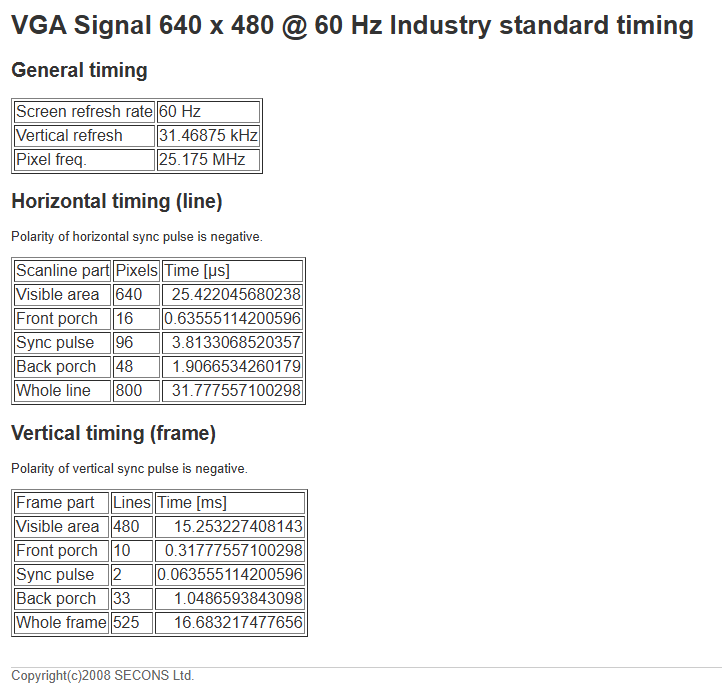 VGA Signal 640 x 480 @ 60 Hz Industry standard timing
General timing
Screen refresh rate 60 Hz
Vertical refresh 31.46875 kHz
Pixel freq. 25.175 MHz
Horizontal timing (line)
Polarity of horizontal sync pulse is negative.
Scanline part Pixels Time [µs]
Visible area 640 25.422045680238
Front porch 16 0.63555114200596
Sync pulse 96 3.8133068520357
Back porch 48 1.9066534260179
Whole line 800 31.777557100298
Vertical timing (frame)
Polarity of vertical sync pulse is negative.
Frame part Lines Time [ms]
Visible area 480 15.253227408143
Front porch 10 0.31777557100298
Sync pulse 2 0.063555114200596
Back porch 33 1.0486593843098
Whole frame 525 16.683217477656
Copyright(c)2008 SECONS Ltd.